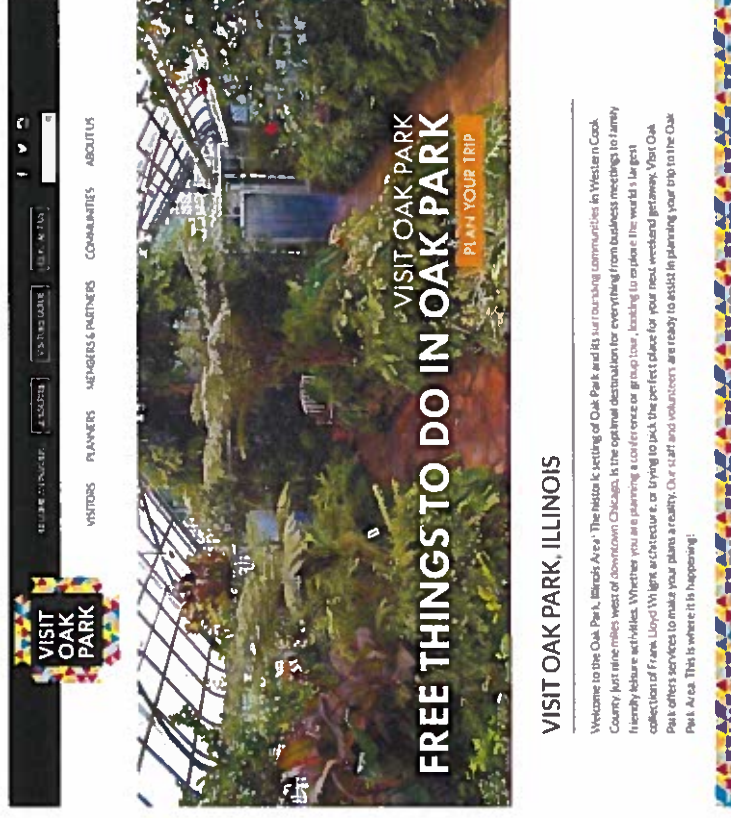 NEWSLETTER
VISITORS GUIDE
CONTACT US
VISIT
OAK
PARK
VISITORS
PLANNERS
MEMBERS & PARTNERS
COMMUNITIES
ABOUT US
VISIT OAK PARK
FREE THINGS TO DO IN OAK PARK
PLAN YOUR TRIP
VISIT OAK PARK, ILLINOIS
Welcome to the Oak Park, Illinois Area! The historic setting of Oak Park and its surrounding communities in Western Cook
County, just nine miles west of downtown Chicago, is the optimal destination for everything from business meetings to family
friendly leisure activities. Whether you are planning a conference or group tour, looking to explore the world's largest
collection of Frank Lloyd Wright architecture, or trying to pick the perfect place for your next weekend getaway, Visit Oak
Park offers services to make your plans a reality. Our staff and volunteers are ready to assist in planning your trip to the Oak
Park Area. This is where it is happening!